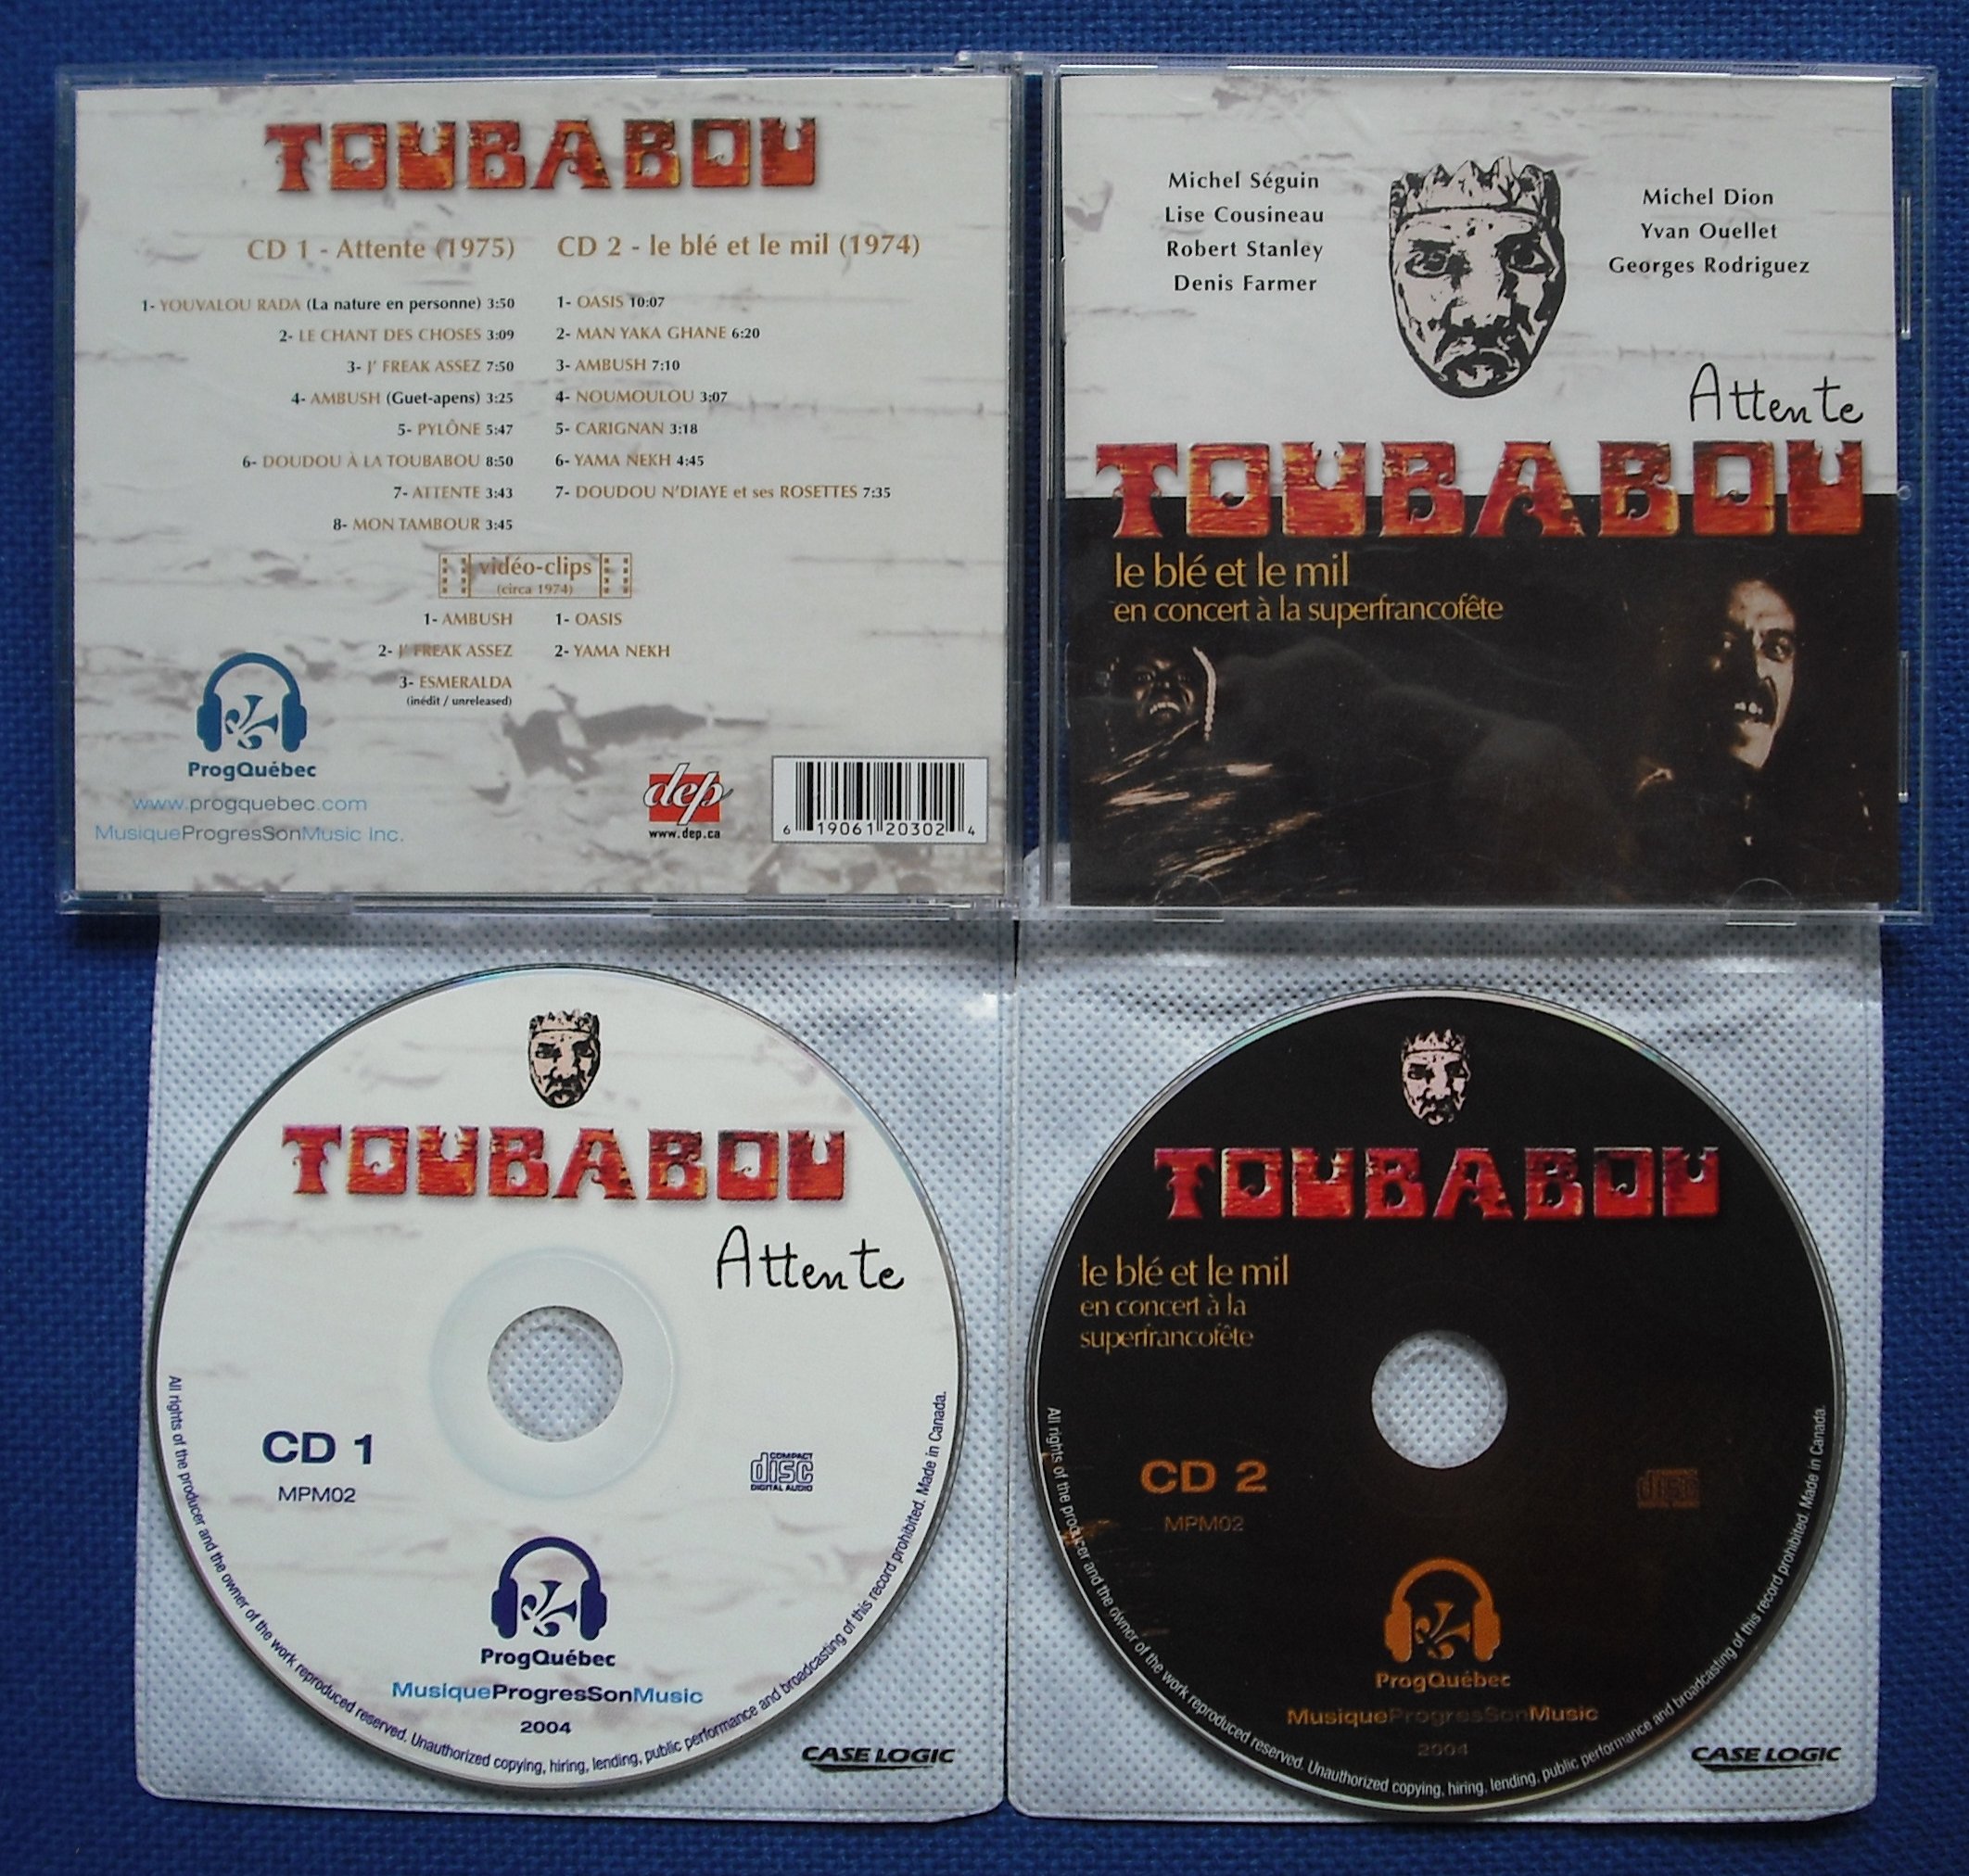 TOUBABOU
CD 1 - Attente (1975)
1- YOUVALOU RADA (La nature en personne) 3:50
2- LE CHANT DES CHOSES 3:09
3- J' FREAK ASSEZ 7:50
4- AMBUSH (Guet-apens) 3:25
5- PYLÔNE 5:47
6- DOUDOU À LA TOUBABOU 8:50
7- ATTENTE 3:43
8- MON TAMBOUR 3:45
CD 2 - le blé et le mil (1974)
1- OASIS 10:07
2- MAN YAKA GHANE 6:20
3- AMBUSH 7:10
4- NOUMOULOU 3:07
5- CARIGNAN 3:18
6- YAMA NEKH 4:45
7- DOUDOU N'DIAYE et ses ROSETTES 7:35
vidéo-clips
(circa 1974)
1- AMBUSH
2- J' FREAK ASSEZ
3- ESMERALDA
(inédit / unreleased)
1- OASIS
2- YAMA NEKH
ProgQuébec
www.progquebec.com
MusiqueProgresSonMusic Inc.
dep
www.dep.ca
6 19061 20302 4
Michel Séguin
Lise Cousineau
Robert Stanley
Denis Farmer
Michel Dion
Yvan Ouellet
Georges Rodriguez
Attente
TOUBABOU
le blé et le mil
en concert à la superfrancofête
TOUBABOU
Attente
CD 1
MPM02
COMPACT
disc
DIGITAL AUDIO
ProgQuébec
MusiqueProgresSonMusic
2004
All rights of the producer and the owner of the work reproduced reserved. Unauthorized copying, hiring, lending, public performance and broadcasting of this record prohibited. Made in Canada.
CASE LOGIC
TOUBABOU
le blé et le mil
en concert à la
superfrancofête
CD 2
MPM02
disc
ProgQuébec
MusiqueProgresSonMusic
2004
All rights of the producer and the owner of the work reproduced reserved. Unauthorized copying, hiring, lending, public performance and broadcasting of this record prohibited. Made in Canada.
CASE LOGIC